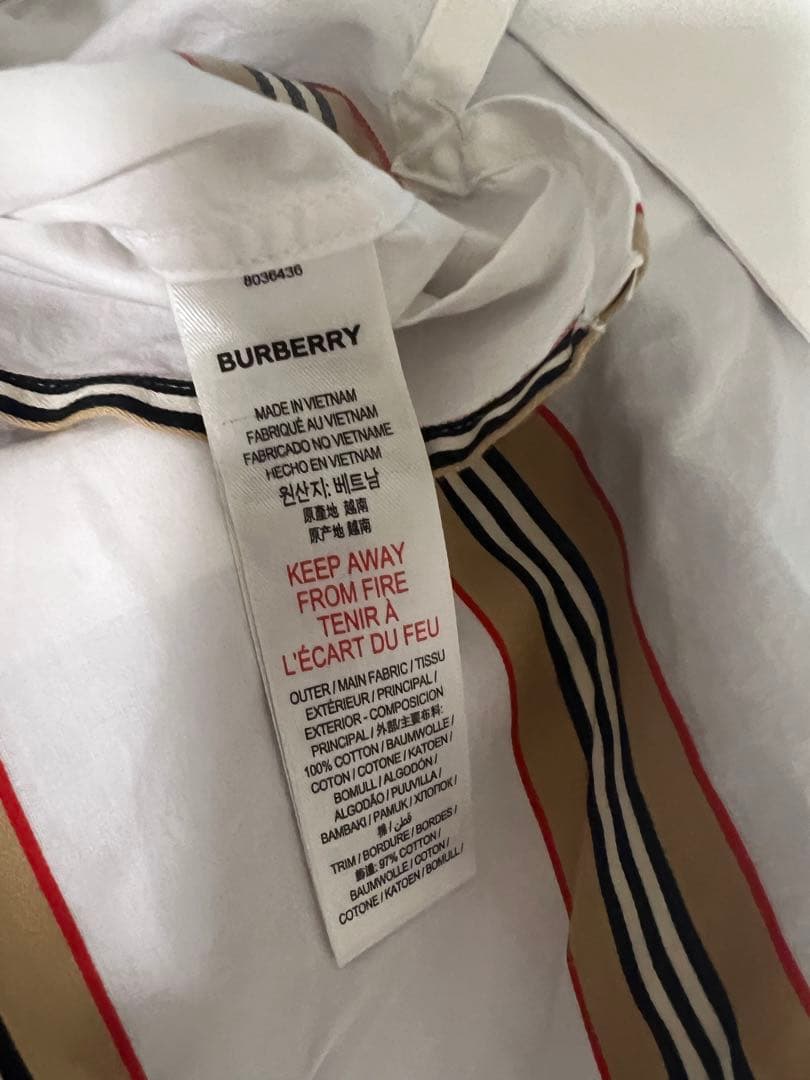 8036436
BURBERRY
MADE IN VIETNAM
FABRIQUÉ AU VIETNAM
FABRICADO NO VIETNAME
HECHO EN VIETNAM
원산지: 베트남
原產地 越南
原产地 越南
KEEP AWAY
FROM FIRE
TENIR À
L'ÉCART DU FEU
OUTER / MAIN FABRIC / TISSU
EXTÉRIEUR / PRINCIPAL /
EXTERIOR - COMPOSICION
PRINCIPAL / 外部/主要布料:
100% COTTON / BAUMWOLLE /
COTON / COTONE / KATOEN /
BOMULL / ALGODÓN /
ALGODÃO / PUUVILLA /
BAMBAKI / PAMUK / ХЛОПОК /
棉 / قطن
TRIM / BORDURE / BORDES /
飾邊: 97% COTTON /
BAUMWOLLE / COTON /
COTONE / KATOEN / BOMULL /